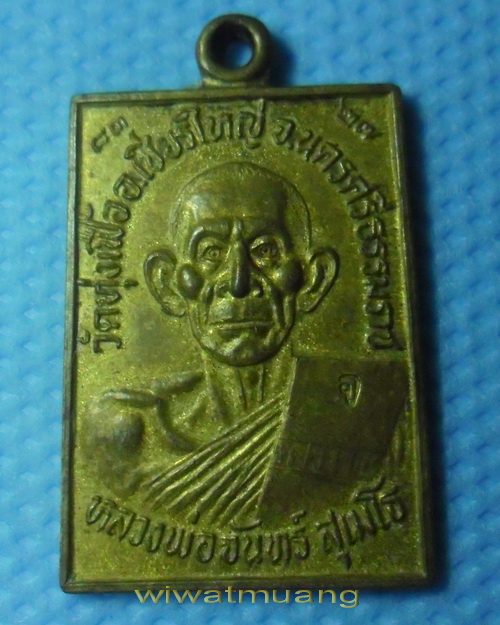 วัดทุ่งเฟื้อ อ.เชียรใหญ่ จ.นครศรีธรรมราช
๘๓
๒๗
จ
หลวงพ่อจันทร์ สุเมโธ
wiwatmuang